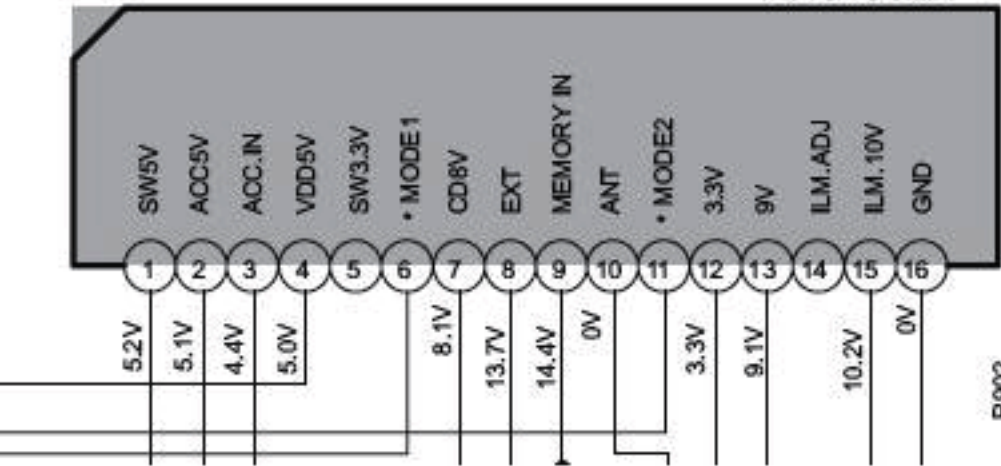 SW5V
ACC5V
ACC.IN
VDD5V
SW3.3V
* MODE1
CD8V
EXT
MEMORY IN
ANT
* MODE2
3.3V
9V
ILM.ADJ
ILM.10V
GND
1 2 3 4 5 6 7 8 9 10 11 12 13 14 15 16
5.2V
5.1V
4.4V
5.0V
8.1V
13.7V
14.4V
0V
3.3V
9.1V
10.2V
0V